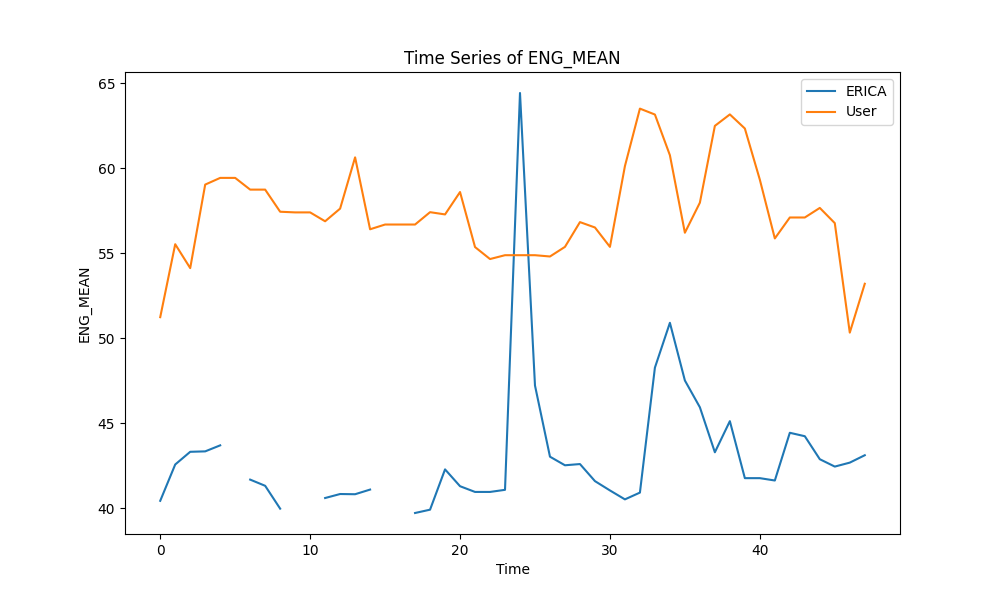 Time Series of ENG_MEAN
ERICA
User
ENG_MEAN
65
60
55
50
45
40
0 10 20 30 40
Time